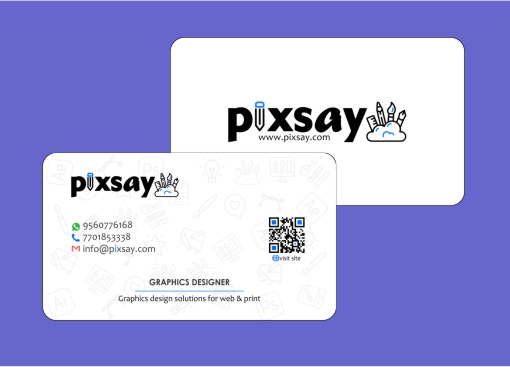 pixsay
www.pixsay.com
pixsay
9560776168
7701853338
info@pixsay.com
visit site
GRAPHICS DESIGNER
Graphics design solutions for web & print